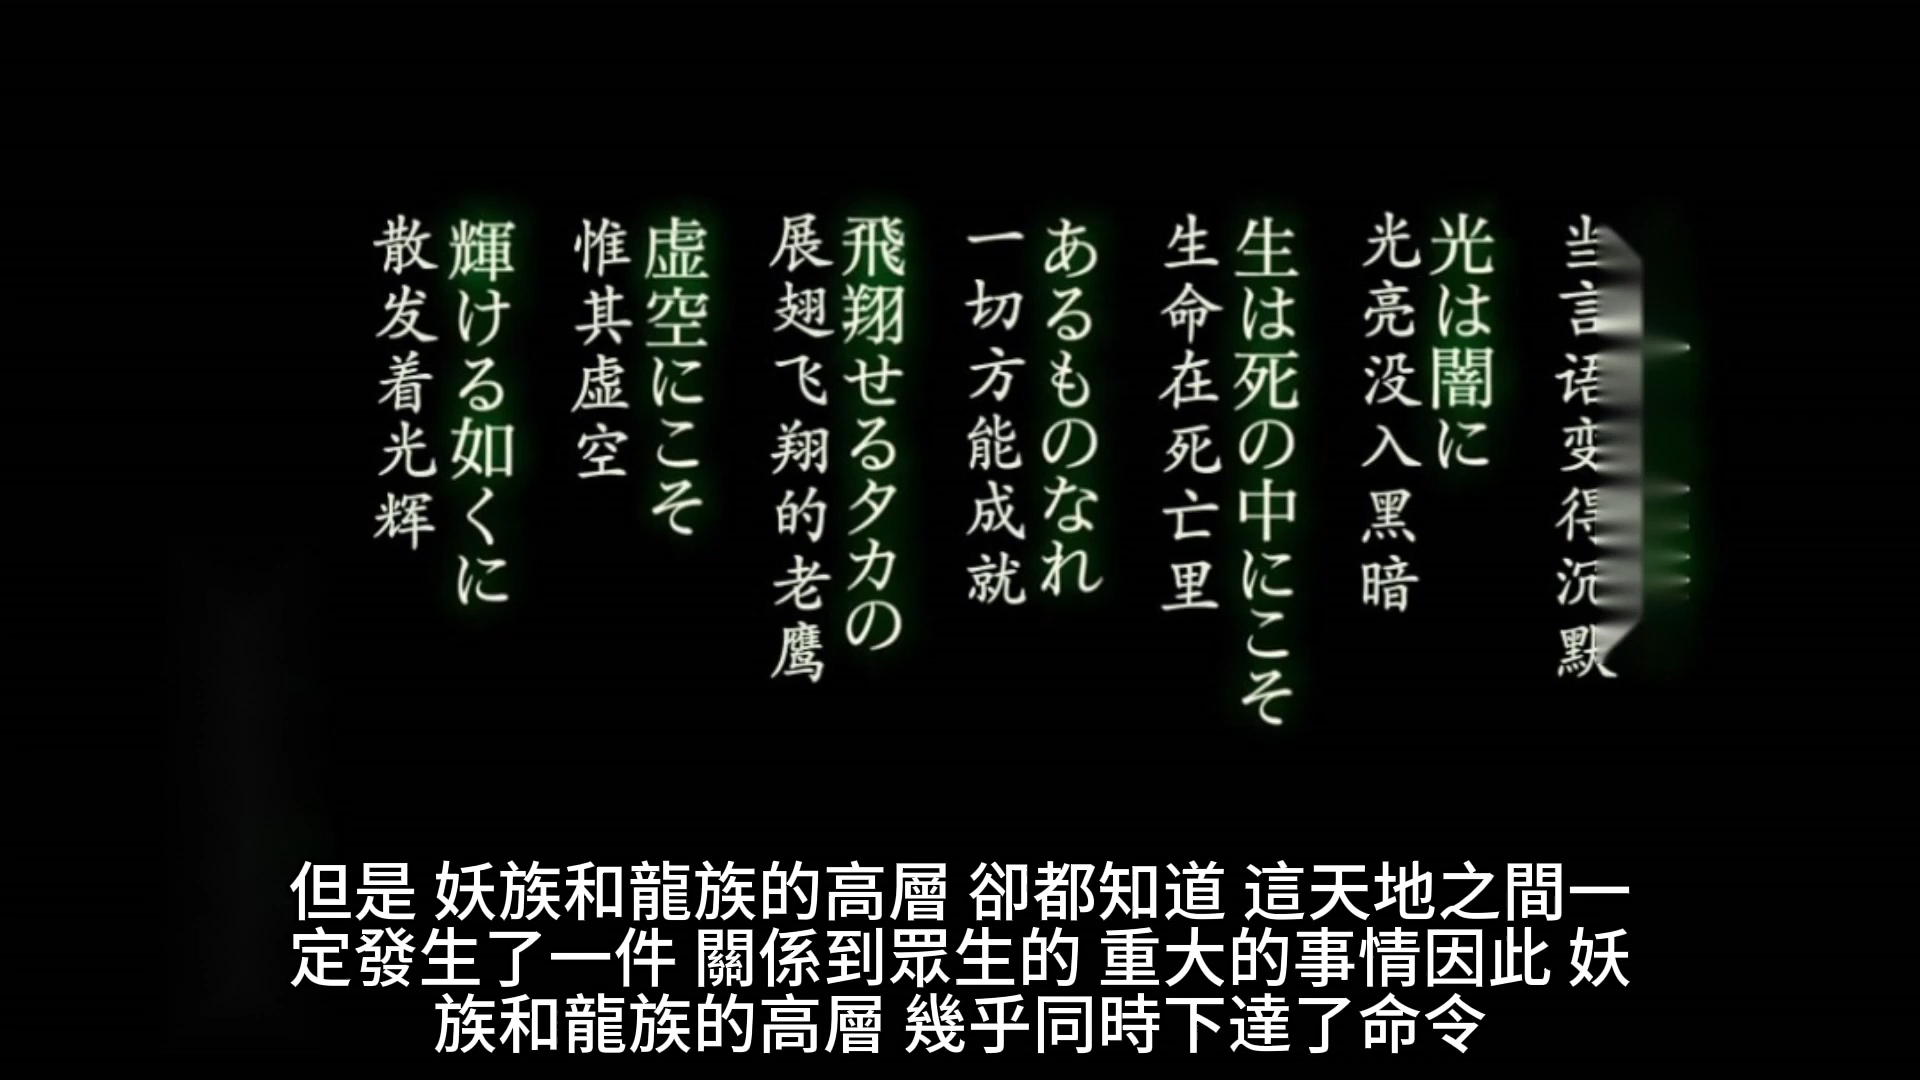 当言语变得沉默
光は闇に
光亮没入黑暗
生は死の中にこそ
生命在死亡里
あるものなれ
一切方能成就
飛翔せるタカの
展翅飞翔的老鹰
虚空にこそ
惟其虚空
輝ける如くに
散发着光辉
但是 妖族和龍族的高層 卻都知道 這天地之間一
定發生了一件 關係到眾生的 重大的事情因此 妖
族和龍族的高層 幾乎同時下達了命令